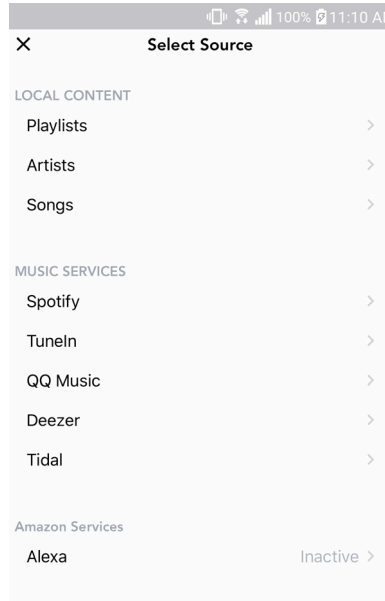 100% 11:10 A
Select Source
LOCAL CONTENT
Playlists
Artists
Songs
MUSIC SERVICES
Spotify
TuneIn
QQ Music
Deezer
Tidal
Amazon Services
Alexa Inactive